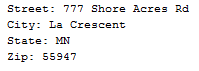 Street: 777 Shore Acres Rd
City: La Crescent
State: MN
Zip: 55947